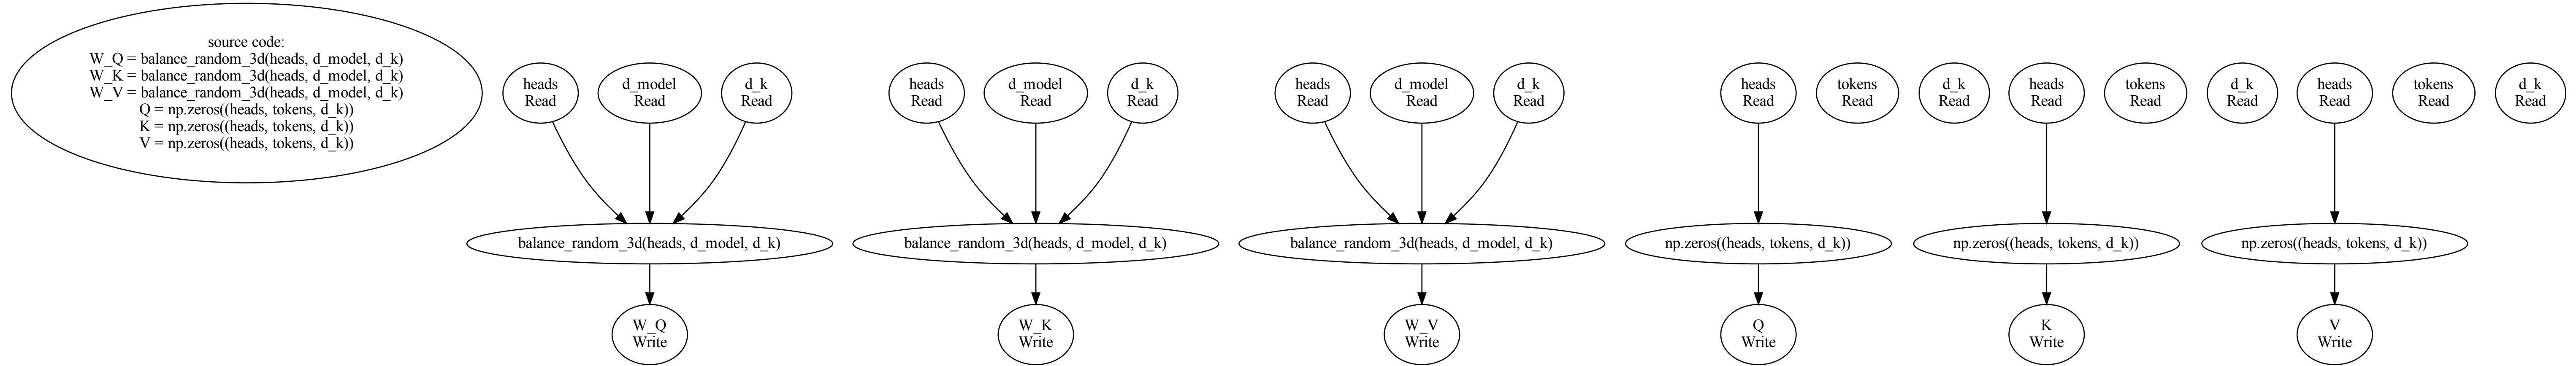 source code:
W_Q = balance_random_3d(heads, d_model, d_k)
W_K = balance_random_3d(heads, d_model, d_k)
W_V = balance_random_3d(heads, d_model, d_k)
Q = np.zeros((heads, tokens, d_k))
K = np.zeros((heads, tokens, d_k))
V = np.zeros((heads, tokens, d_k))
heads
Read
d_model
Read
d_k
Read
heads
Read
d_model
Read
d_k
Read
heads
Read
d_model
Read
d_k
Read
heads
Read
tokens
Read
d_k
Read
heads
Read
tokens
Read
d_k
Read
heads
Read
tokens
Read
d_k
Read
balance_random_3d(heads, d_model, d_k)
balance_random_3d(heads, d_model, d_k)
balance_random_3d(heads, d_model, d_k)
np.zeros((heads, tokens, d_k))
np.zeros((heads, tokens, d_k))
np.zeros((heads, tokens, d_k))
W_Q
Write
W_K
Write
W_V
Write
Q
Write
K
Write
V
Write